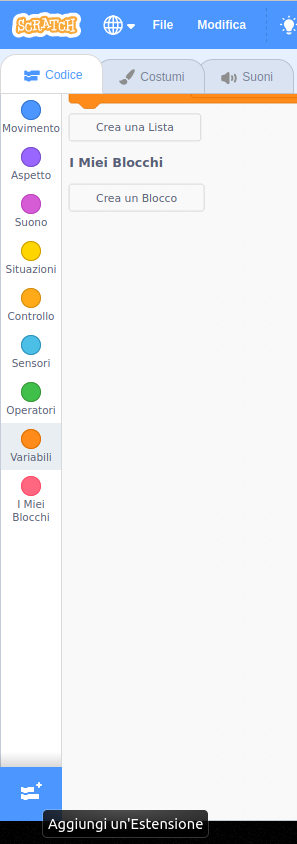 SCRATCH
File
Modifica
Codice
Costumi
Suoni
Movimento
Aspetto
Suono
Situazioni
Controllo
Sensori
Operatori
Variabili
I Miei
Blocchi
Crea una Lista
I Miei Blocchi
Crea un Blocco
Aggiungi un'Estensione